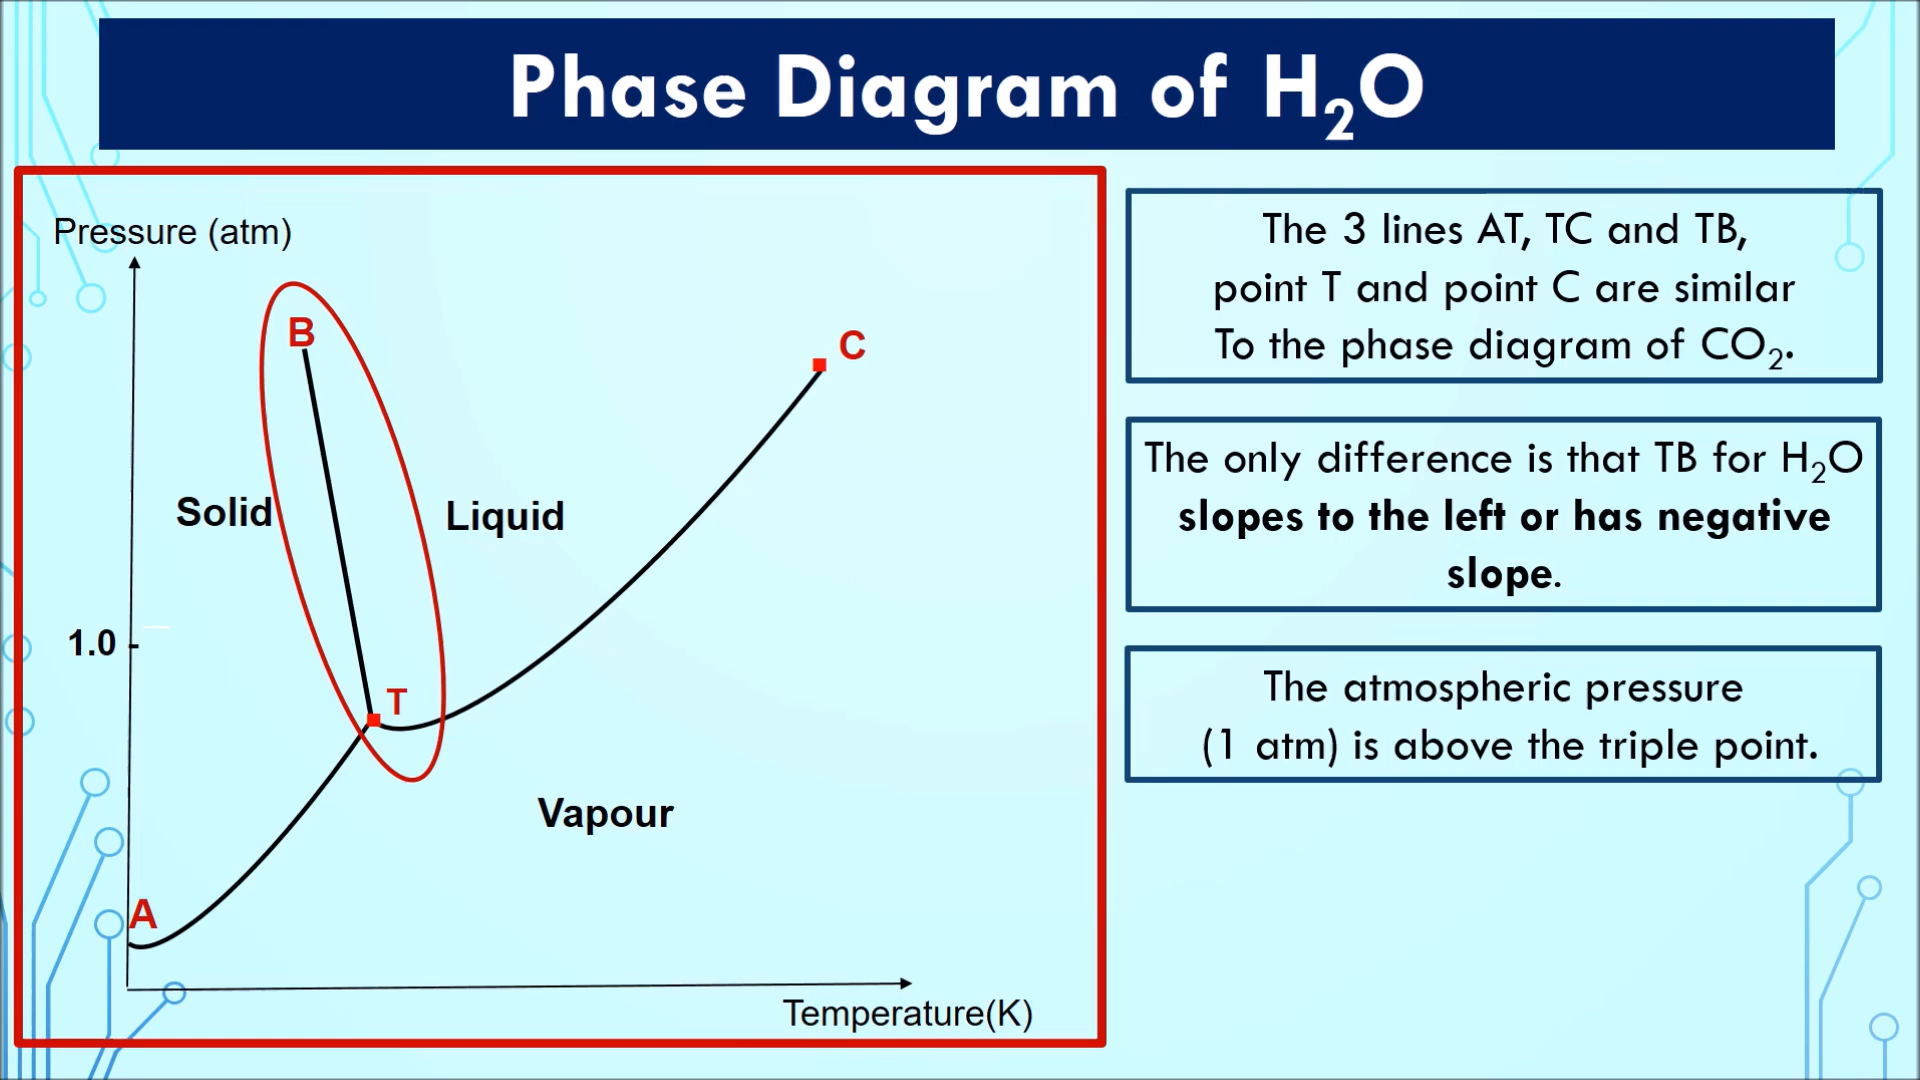 Phase Diagram of H₂O
Pressure (atm)
B
C
Solid
Liquid
1.0
T
Vapour
A
Temperature(K)
The 3 lines AT, TC and TB,
point T and point C are similar
To the phase diagram of CO₂.
The only difference is that TB for H₂O
slopes to the left or has negative
slope.
The atmospheric pressure
(1 atm) is above the triple point.